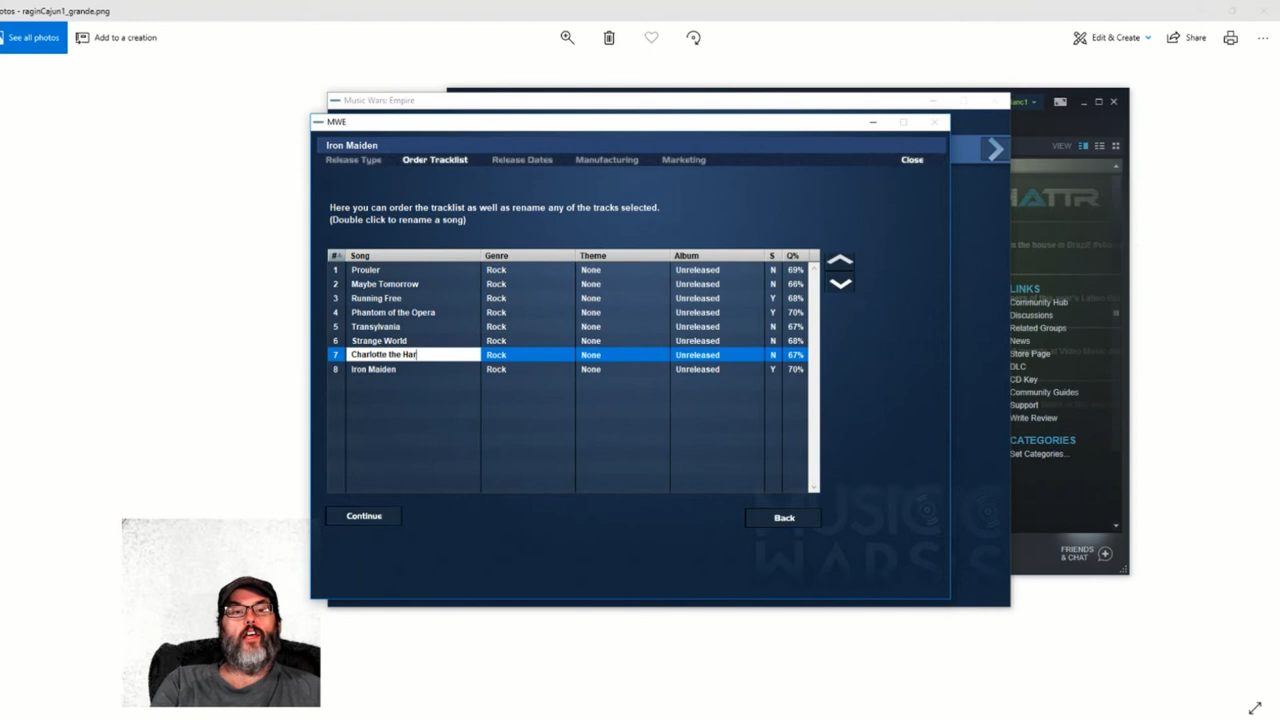 otos - raginCajun1_grande.png
See all photos
Add to a creation
Edit & Create
Share
Music Wars: Empire
MWE
Iron Maiden
Release Type Order Tracklist Release Dates Manufacturing Marketing Close
Here you can order the tracklist as well as rename any of the tracks selected.
(Double click to rename a song)
# Song Genre Theme Album S Q%
1 Prouler Rock None Unreleased N 69%
2 Maybe Tomorrow Rock None Unreleased N 66%
3 Running Free Rock None Unreleased Y 68%
4 Phantom of the Opera Rock None Unreleased Y 70%
5 Transylvania Rock None Unreleased N 67%
6 Strange World Rock None Unreleased N 68%
7 Charlotte the Har Rock None Unreleased N 67%
8 Iron Maiden Rock None Unreleased Y 70%
Continue
Back
MUSIC
WARS
VIEW
HATTR
LINKS
Community Hub
Discussions
Related Groups
News
Store Page
DLC
CD Key
Community Guides
Support
Write Review
CATEGORIES
Set Categories...
FRIENDS
& CHAT